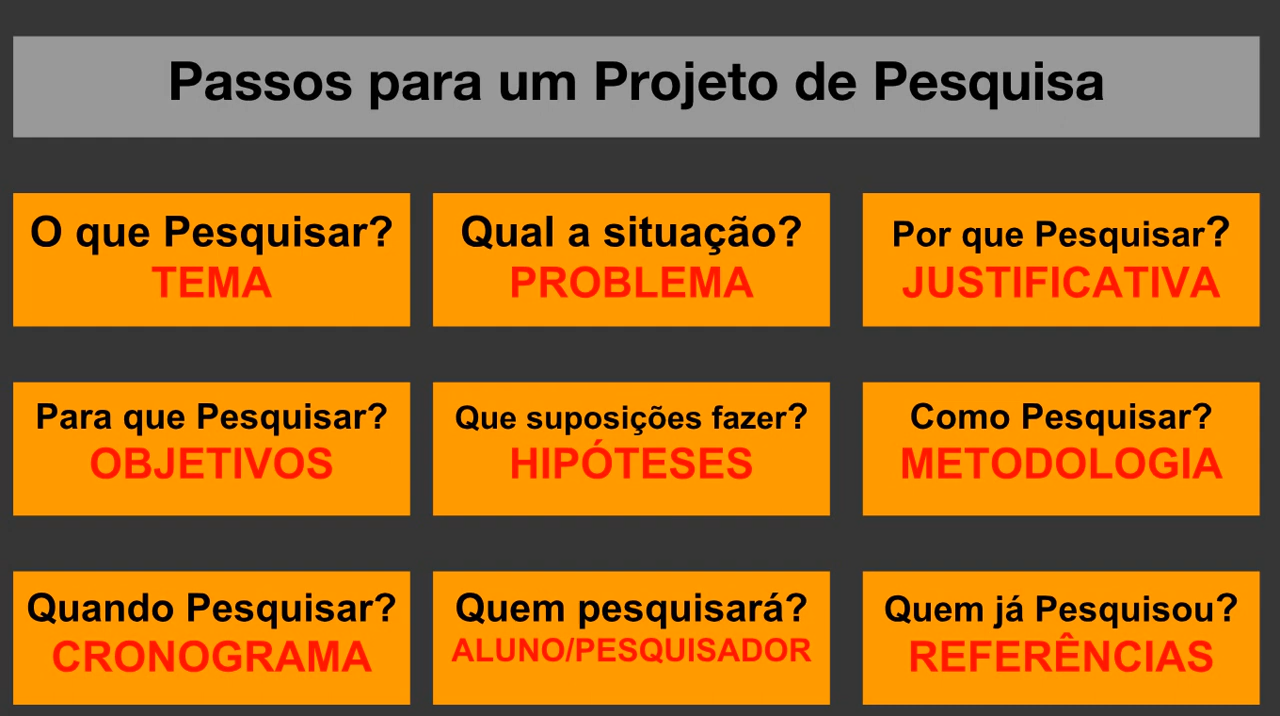 Passos para um Projeto de Pesquisa
O que Pesquisar?
TEMA
Qual a situação?
PROBLEMA
Por que Pesquisar?
JUSTIFICATIVA
Para que Pesquisar?
OBJETIVOS
Que suposições fazer?
HIPÓTESES
Como Pesquisar?
METODOLOGIA
Quando Pesquisar?
CRONOGRAMA
Quem pesquisará?
ALUNO/PESQUISADOR
Quem já Pesquisou?
REFERÊNCIAS